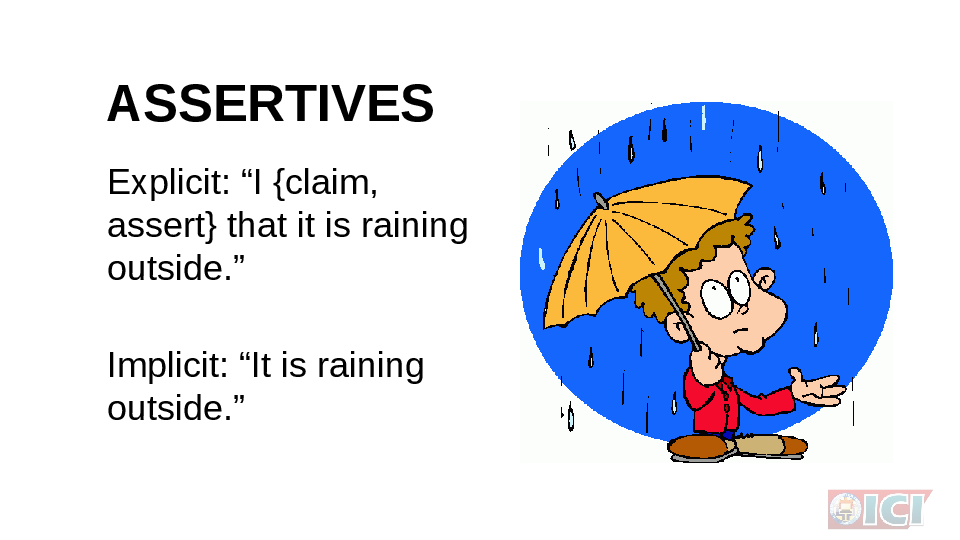 ASSERTIVES
Explicit: “I {claim,
assert} that it is raining
outside.”
Implicit: “It is raining
outside.”
ICI